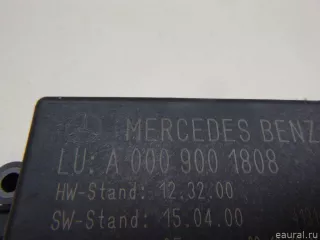 MERCEDES BENZ
LU: A 000 900 1808
HW-Stand: 12.32.00
SW-Stand: 15.04.00
eaural.ru